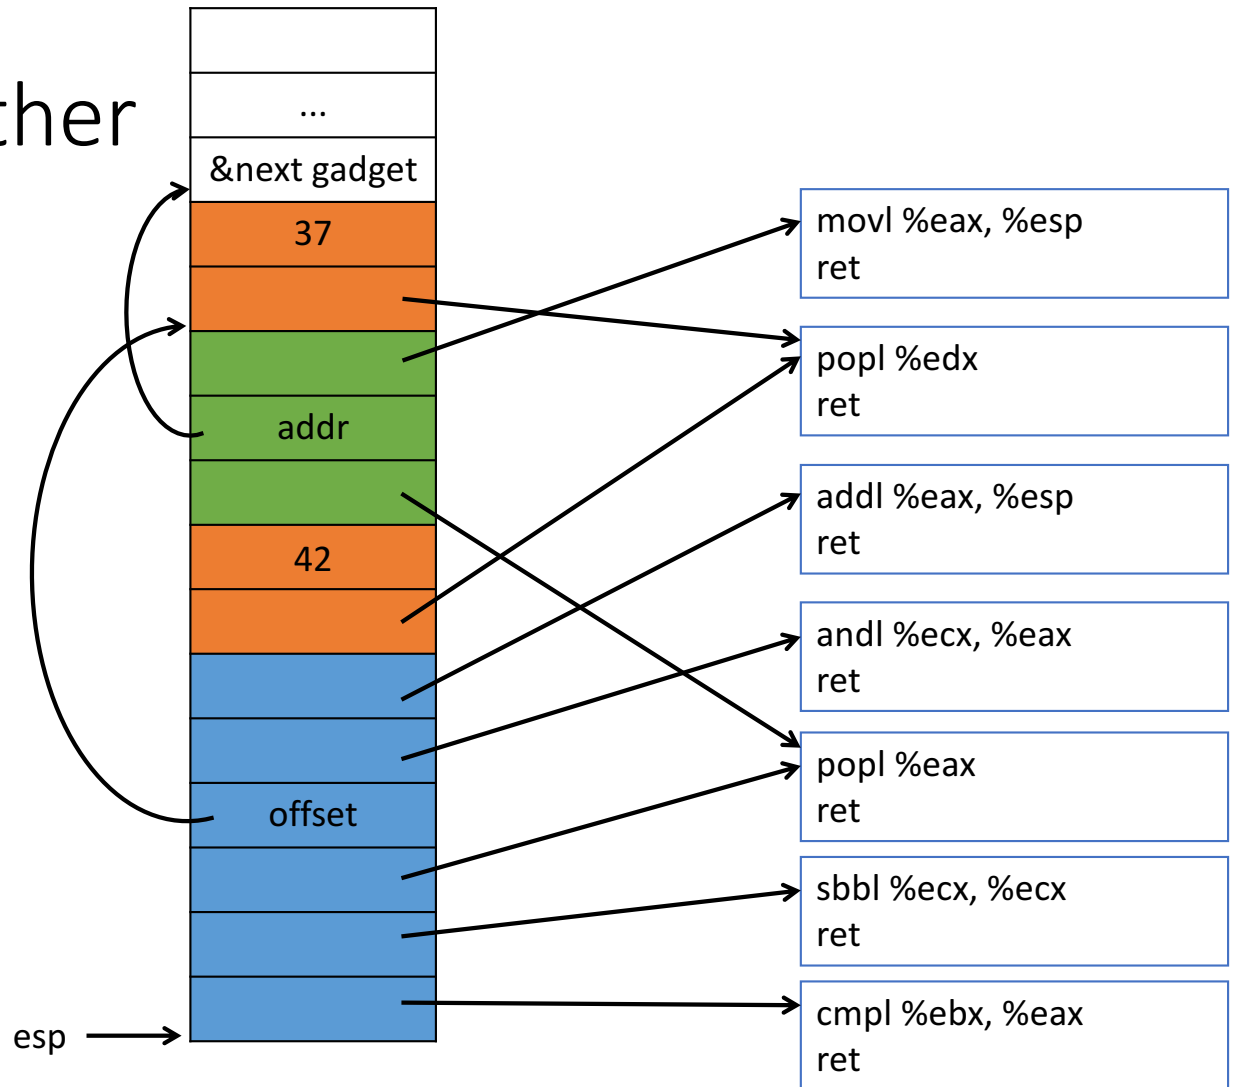 ther
...
&next gadget
37
addr
42
offset
esp
movl %eax, %esp
ret
popl %edx
ret
addl %eax, %esp
ret
andl %ecx, %eax
ret
popl %eax
ret
sbbl %ecx, %ecx
ret
cmpl %ebx, %eax
ret